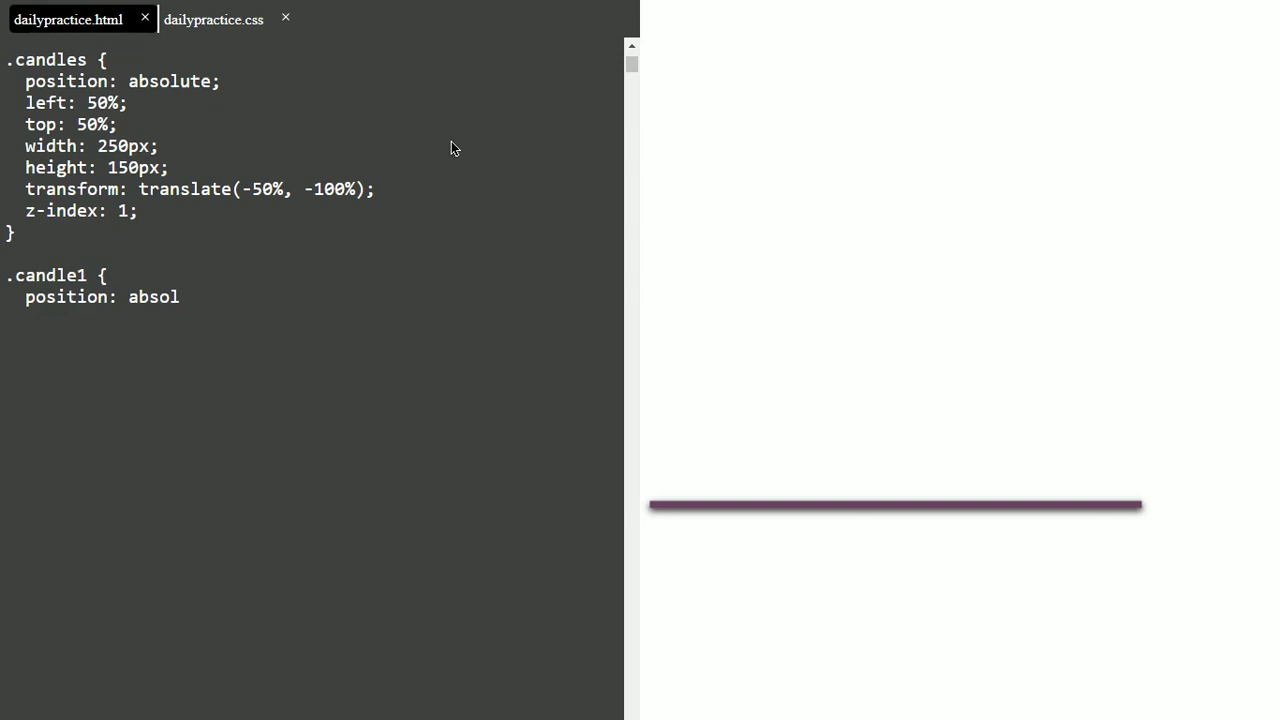 dailypractice.html × dailypractice.css ×
.candles {
  position: absolute;
  left: 50%;
  top: 50%;
  width: 250px;
  height: 150px;
  transform: translate(-50%, -100%);
  z-index: 1;
}

.candle1 {
  position: absol